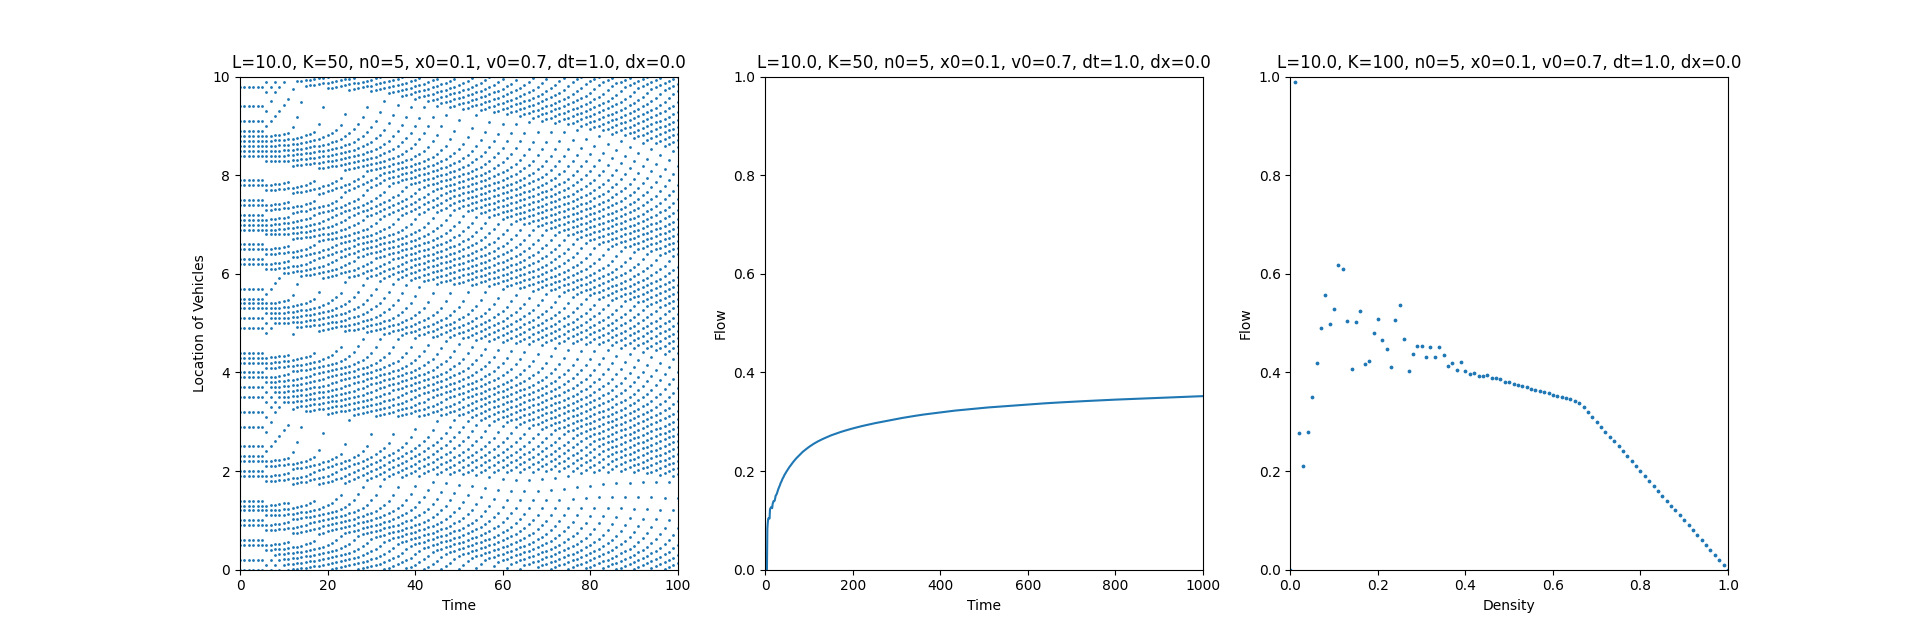 L=10.0, K=50, n0=5, x0=0.1, v0=0.7, dt=1.0, dx=0.0
10
8
6
4
2
0
Location of Vehicles
0 20 40 60 80 100
Time
L=10.0, K=50, n0=5, x0=0.1, v0=0.7, dt=1.0, dx=0.0
1.0
0.8
0.6
0.4
0.2
0.0
Flow
0 200 400 600 800 1000
Time
L=10.0, K=100, n0=5, x0=0.1, v0=0.7, dt=1.0, dx=0.0
1.0
0.8
0.6
0.4
0.2
0.0
Flow
0.0 0.2 0.4 0.6 0.8 1.0
Density